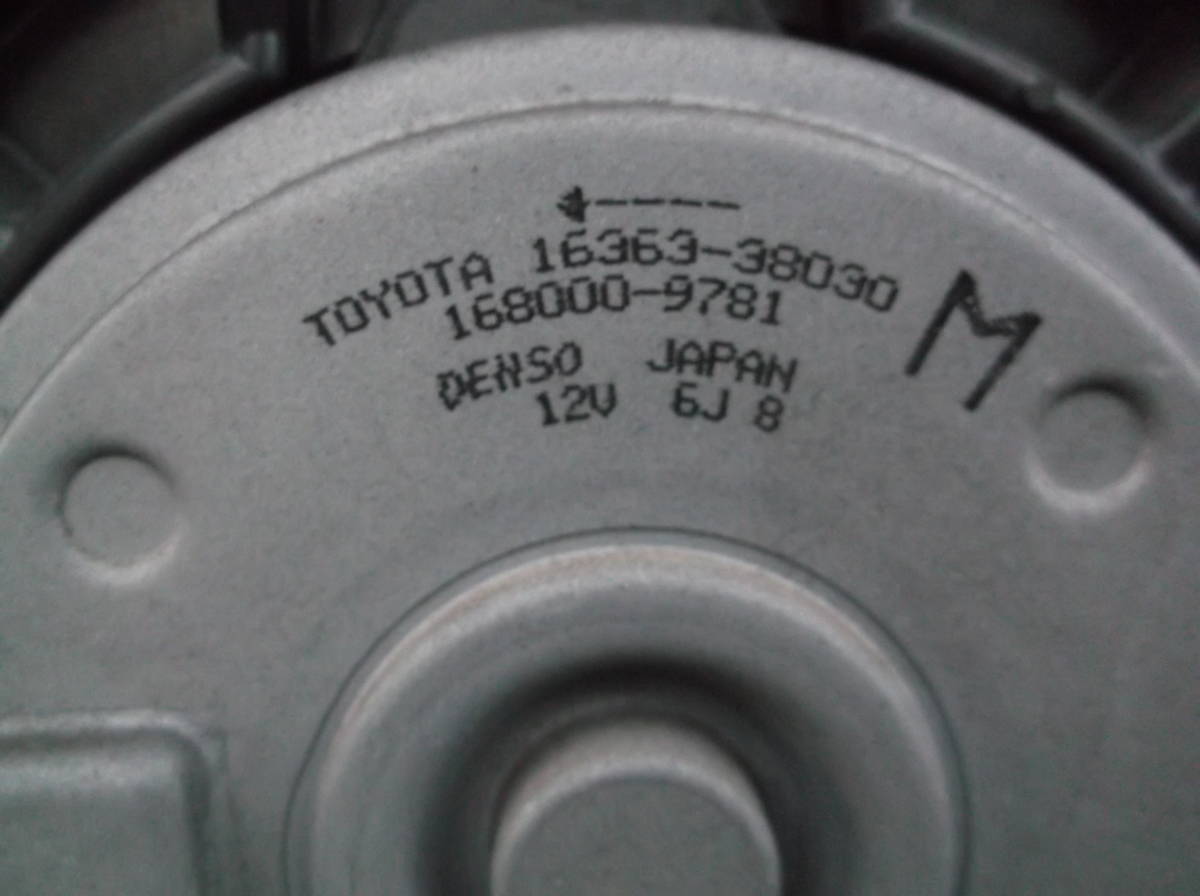 TOYOTA 16363-38030
168000-9781
DENSO JAPAN
12V 6J 8
M